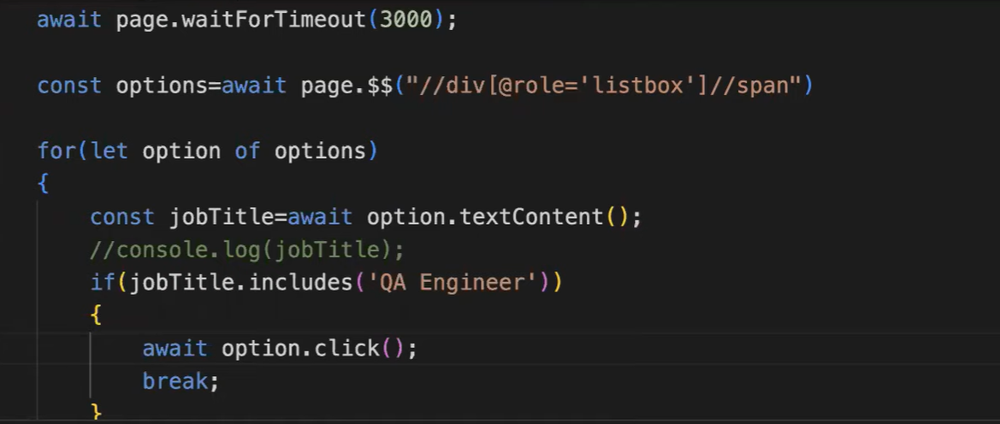 await page.waitForTimeout(3000);
const options=await page.$$("//div[@role='listbox']//span")
for(let option of options)
{
const jobTitle=await option.textContent();
//console.log(jobTitle);
if(jobTitle.includes('QA Engineer'))
{
await option.click();
break;
}